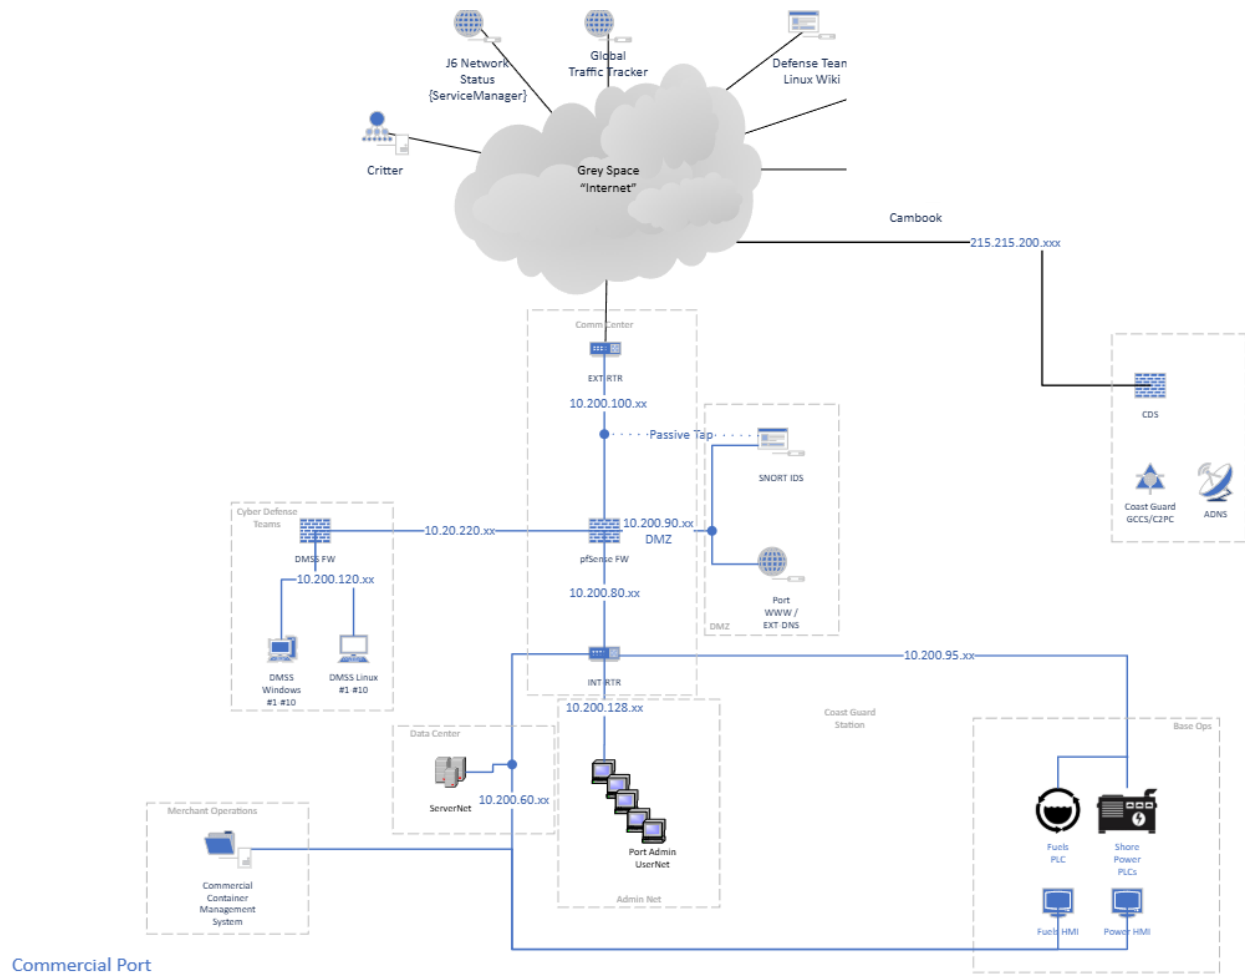 J6 Network
Status
{ServiceManager}
Global
Traffic Tracker
Defense Tean
Linux Wiki
Critter
Grey Space
“Internet”
Cambook
215.215.200.xxx
Comm Center
EXT RTR
10.200.100.xx
Passive Tap
SNORT IDS
CDS
Coast Guard
GCCS/C2PC
ADNS
Cyber Defense
Teams
DMSS FW
10.20.220.xx
pfSense FW
10.200.90.xx
DMZ
10.200.120.xx
10.200.80.xx
Port
WWW /
EXT-DNS
DMZ
DMSS
Windows
#1-#10
DMSS Linux
#1-#10
INT RTR
10.200.95.xx
10.200.128.xx
Coast Guard
Station
Base Ops
Data Center
ServerNet
10.200.60.xx
Merchant Operations
Commercial
Container
Management
System
Port Admin
UserNet
Admin Net
Fuels
PLC
Shore
Power
PLCs
Fuels HMI
Power HMI
Commercial Port